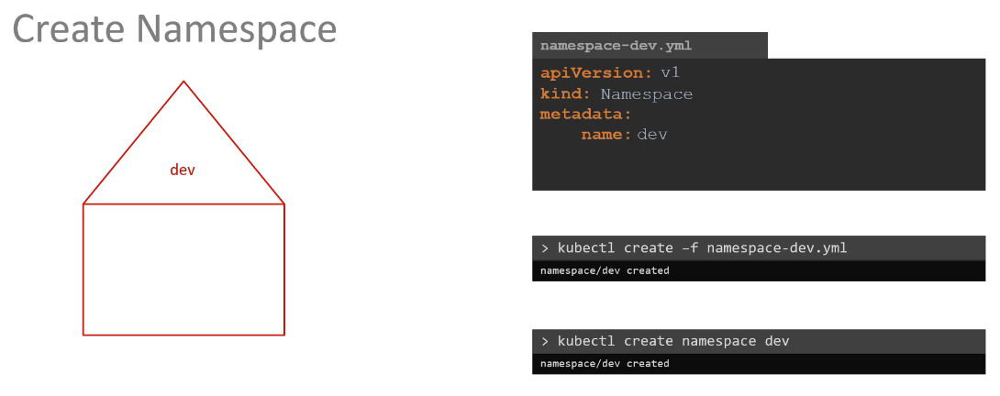 Create Namespace
dev
namespace-dev.yml
apiVersion: v1
kind: Namespace
metadata:
    name: dev
> kubectl create –f namespace-dev.yml
namespace/dev created
> kubectl create namespace dev
namespace/dev created